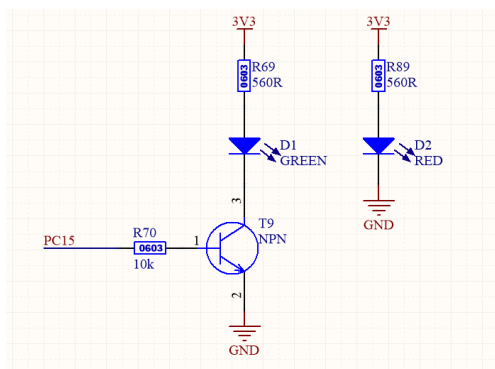 3V3
3V3
0603
R69
560R
0603
R89
560R
D1
GREEN
D2
RED
3
T9
NPN
GND
PC15
R70
0603
10k
1
2
GND